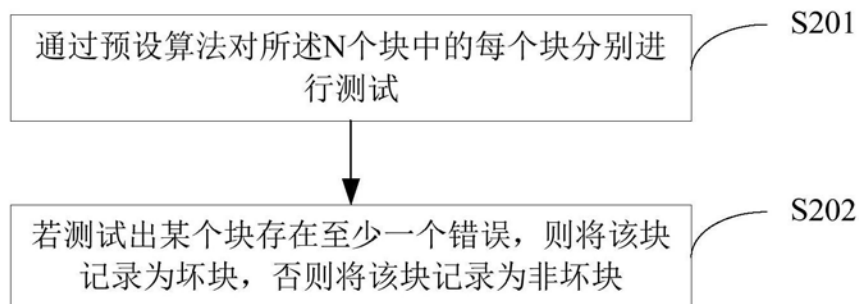 通过预设算法对所述N个块中的每个块分别进
行测试
S201
若测试出某个块存在至少一个错误，则将该块
记录为坏块，否则将该块记录为非坏块
S202